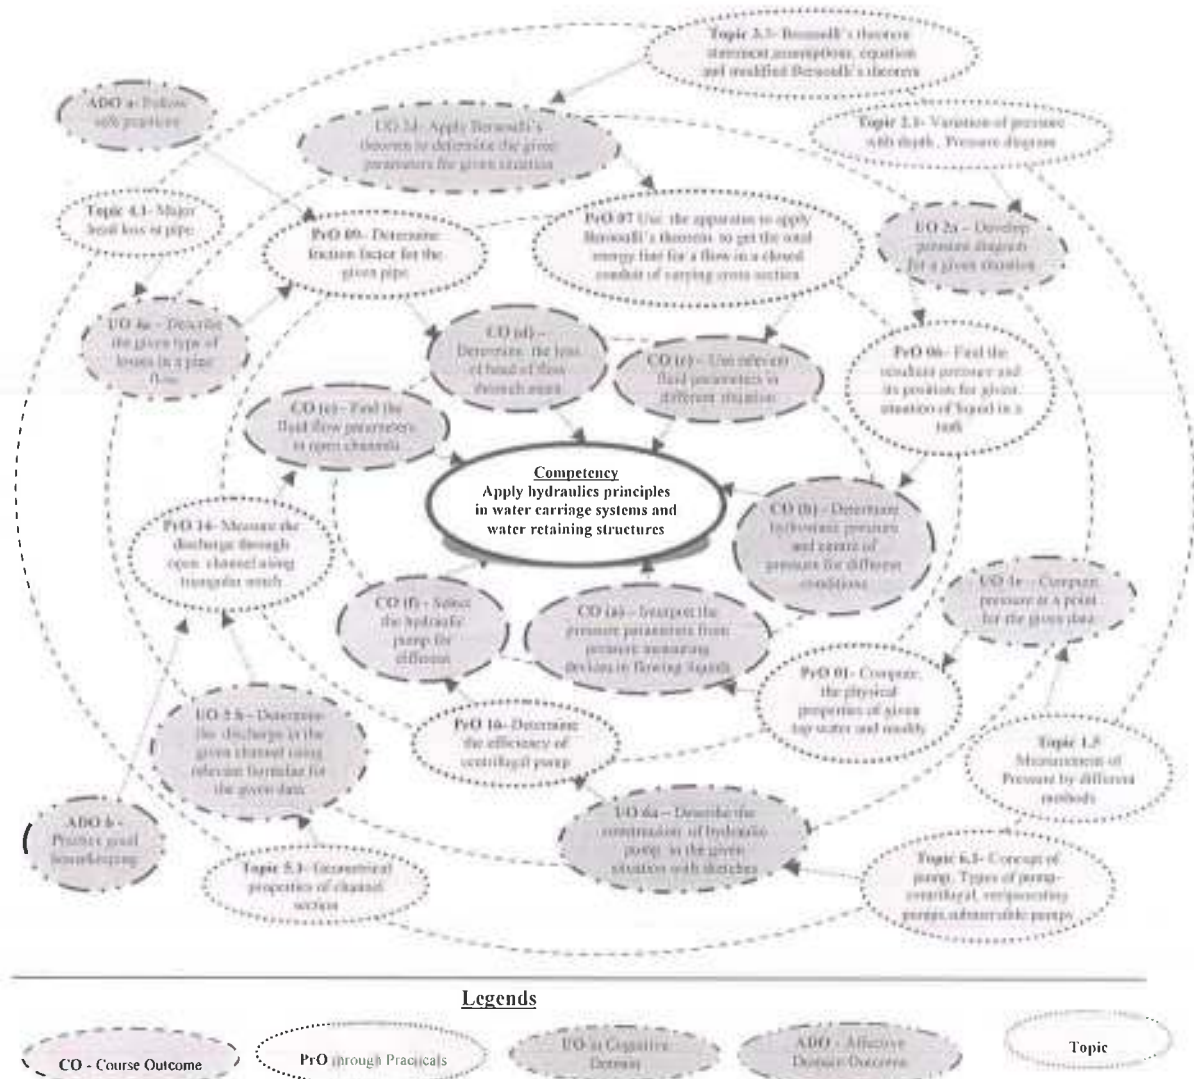 Topic 3.3- Bernoulli's theorem
statement, assumptions, equation
and modified Bernoulli's theorem
Topic 2.1- Variation of pressure
with depth, Pressure diagram
ADO a- Follow
safe practices
UO 3d- Apply Bernoulli's
theorem to determine the given
parameters for given situation
Topic 4.1- Major
head loss in pipe
PrO 09- Determine
friction factor for the
given pipe
PrO 07 Use the apparatus to apply
Bernoulli's theorem to get the total
energy line for a flow in a closed
conduit of carrying cross section
UO 2a – Develop
pressure diagram
for a given situation
UO 4a - Describe
the given type of
losses in a pipe
flow
CO (d) –
Determine the loss
of head of flow
through
CO (c) – Use relevant
fluid parameters in
different situation
PrO 06- Find the
resultant pressure and
its position for given
situation of liquid in a
tank
CO (e) - Find the
fluid flow parameters
in open channels
Competency
Apply hydraulics principles
in water carriage systems and
water retaining structures
CO (b) - Determine
hydrostatic pressure
and centre of
pressure for different
conditions
PrO 14- Measure the
discharge through
open channel using
triangular notch
CO (f) - Select
the hydraulic
pump for
different
CO (a) – Interpret the
pressure parameters from
pressure measuring
devices in flowing liquids
UO 1e – Compute
pressure at a point
for the given data
PrO 01- Compute
the physical
properties of given
tap water and
UO 5 b - Determine
the discharge in the
given channel using
relevant formulae for
the given data
PrO 16- Determine
the efficiency of
centrifugal pump
Topic 1.5
Measurement of
Pressure by different
methods
ADO b -
Practice good
housekeeping
UO 6a – Describe the
construction of hydraulic
pump in the given
situation with sketches
Topic 5.1- Geometrical
properties of channel
section
Topic 6.1- Concept of
pump, Types of pump-
centrifugal, reciprocating
pumps, submersible pumps
Legends
CO - Course Outcome
PrO through Practicals
UO in Cognitive
Domain
ADO - Affective
Domain Outcome
Topic